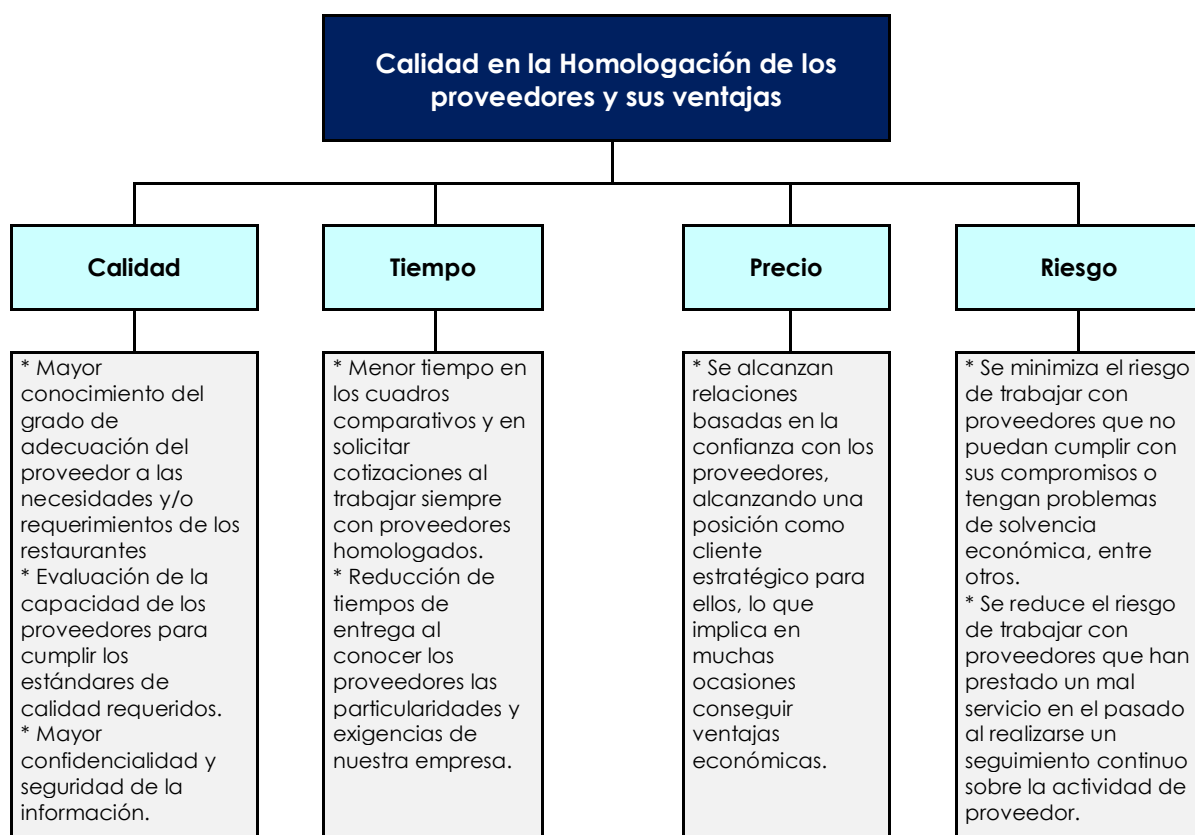 Calidad en la Homologación de los
proveedores y sus ventajas
Calidad
Tiempo
Precio
Riesgo
* Mayor
conocimiento del
grado de
adecuación del
proveedor a las
necesidades y/o
requerimientos de los
restaurantes
* Evaluación de la
capacidad de los
proveedores para
cumplir los
estándares de
calidad requeridos.
* Mayor
confidencialidad y
seguridad de la
información.
* Menor tiempo en
los cuadros
comparativos y en
solicitar
cotizaciones al
trabajar siempre
con proveedores
homologados.
* Reducción de
tiempos de
entrega al
conocer los
proveedores las
particularidades y
exigencias de
nuestra empresa.
* Se alcanzan
relaciones
basadas en la
confianza con los
proveedores,
alcanzando una
posición como
cliente
estratégico para
ellos, lo que
implica en
muchas
ocasiones
conseguir
ventajas
económicas.
* Se minimiza el riesgo
de trabajar con
proveedores que no
puedan cumplir con
sus compromisos o
tengan problemas
de solvencia
económica, entre
otros.
* Se reduce el riesgo
de trabajar con
proveedores que han
prestado un mal
servicio en el pasado
al realizarse un
seguimiento continuo
sobre la actividad de
proveedor.